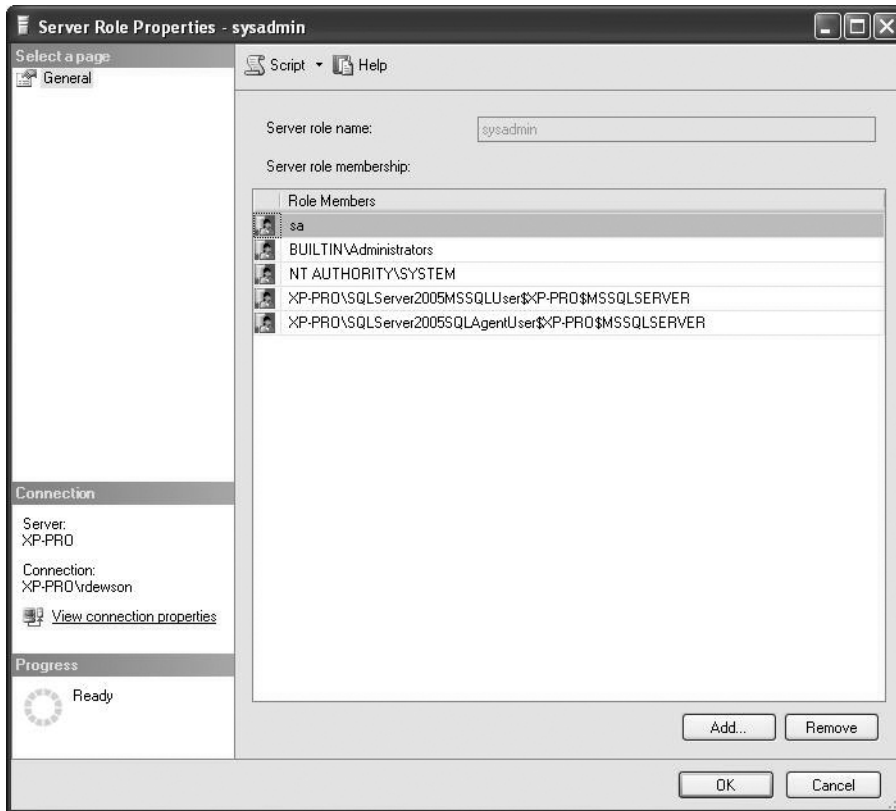 Server Role Properties - sysadmin
Select a page
General
Script Help
Server role name: sysadmin
Server role membership:
Role Members
sa
BUILTIN\Administrators
NT AUTHORITY\SYSTEM
XP-PRO\SQLServer2005MSSQLUser$XP-PRO$MSSQLSERVER
XP-PRO\SQLServer2005SQLAgentUser$XP-PRO$MSSQLSERVER
Connection
Server:
XP-PRO
Connection:
XP-PRO\rdewson
View connection properties
Progress
Ready
Add... Remove
OK Cancel